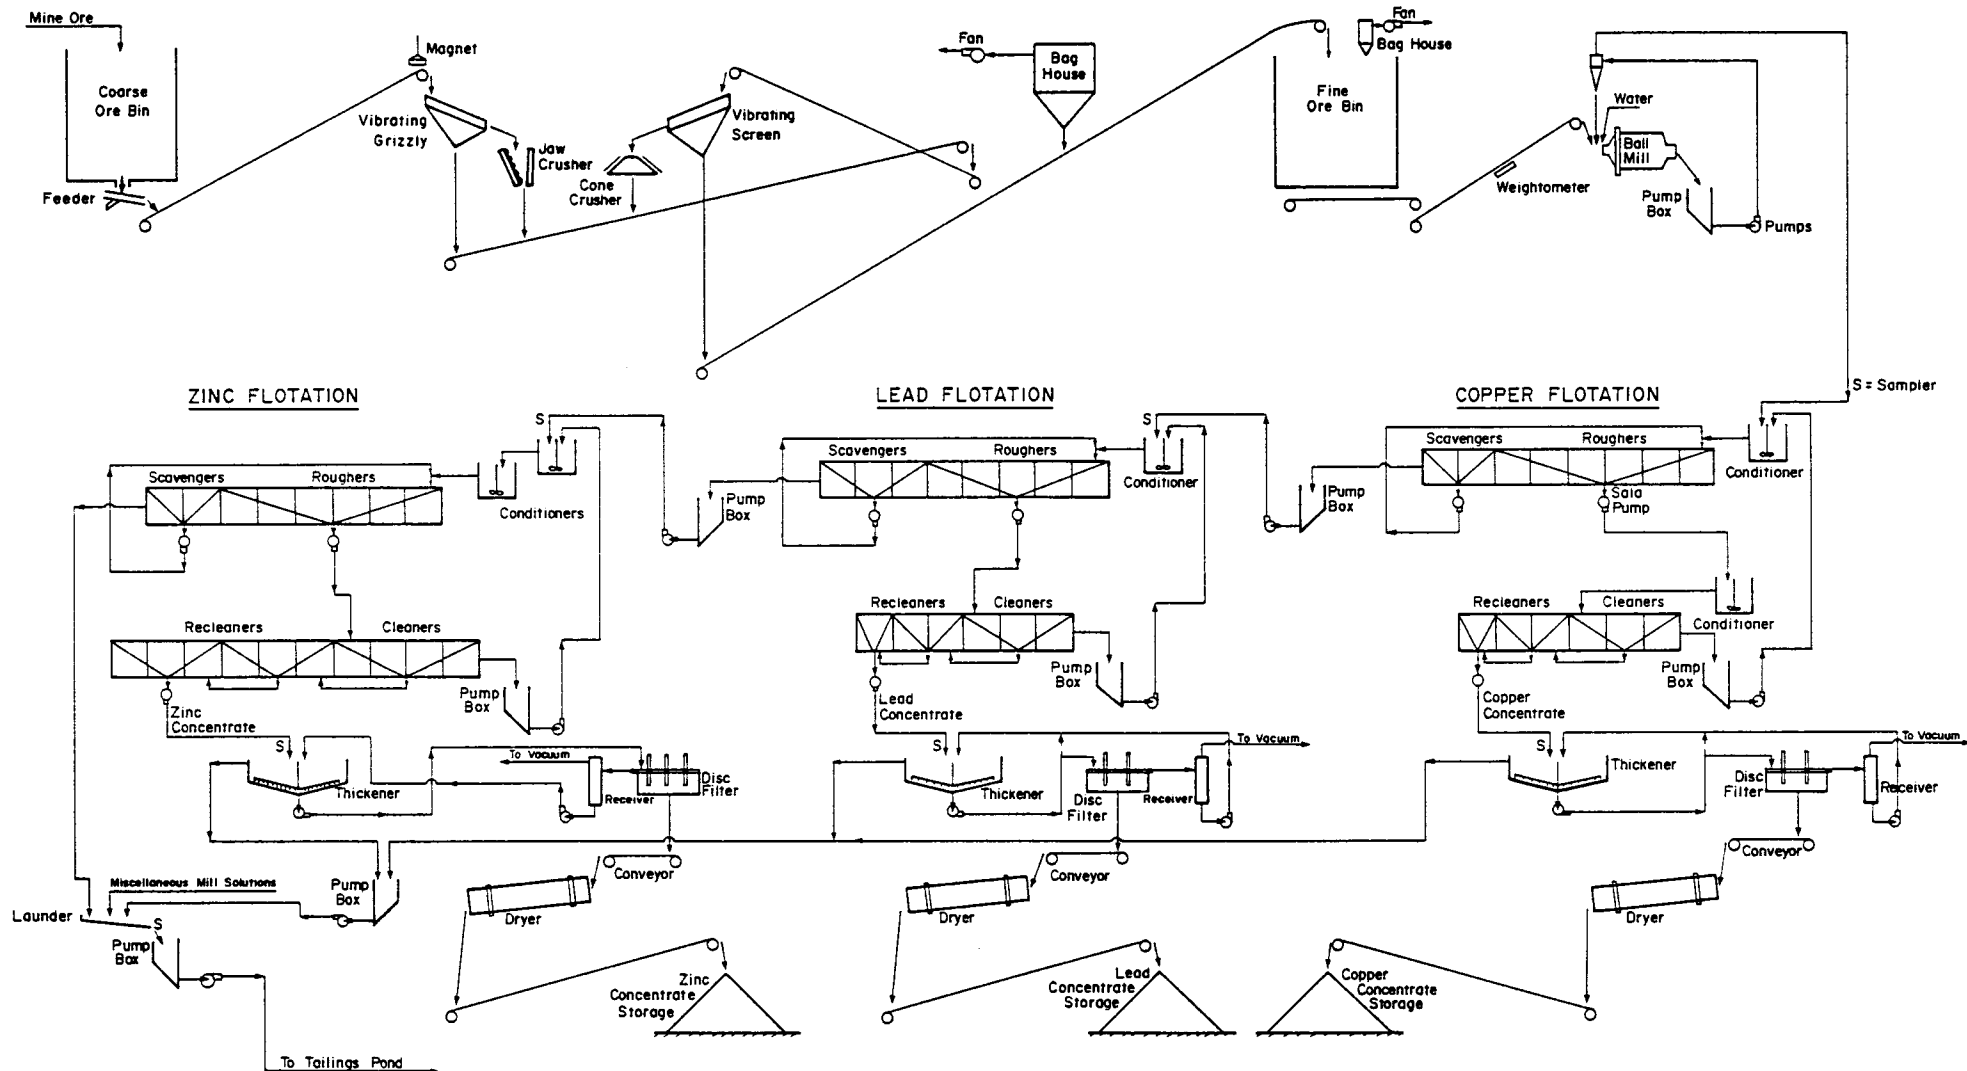 Mine Ore
Coarse
Ore Bin
Feeder
Magnet
Vibrating
Grizzly
Jaw
Crusher
Cone
Crusher
Vibrating
Screen
Fan
Bag
House
Fan
Bag House
Fine
Ore Bin
Water
Ball
Mill
Weightometer
Pump
Box
Pumps
S = Sampler
ZINC FLOTATION
S
Scavengers
Roughers
Conditioners
Recleaners
Cleaners
Pump
Box
Zinc
Concentrate
S
Thickener
To Vacuum
Receiver
Disc
Filter
Conveyor
Dryer
Pump
Box
Miscellaneous Mill Solutions
Launder
S
Pump
Box
To Tailings Pond
Zinc
Concentrate
Storage
LEAD FLOTATION
S
Scavengers
Roughers
Conditioner
Pump
Box
Recleaners
Cleaners
Pump
Box
Lead
Concentrate
S
Thickener
To Vacuum
Disc
Filter
Receiver
Conveyor
Dryer
Lead
Concentrate
Storage
COPPER FLOTATION
Scavengers
Roughers
Conditioner
Pump
Box
Sala
Pump
Recleaners
Cleaners
Conditioner
Pump
Box
Copper
Concentrate
S
Thickener
To Vacuum
Disc
Filter
Receiver
Conveyor
Dryer
Copper
Concentrate
Storage